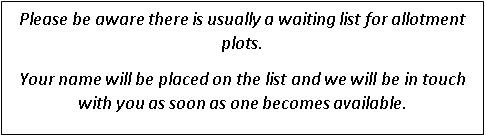 Please be aware there is usually a waiting list for allotment
plots.
Your name will be placed on the list and we will be in touch
with you as soon as one becomes available.